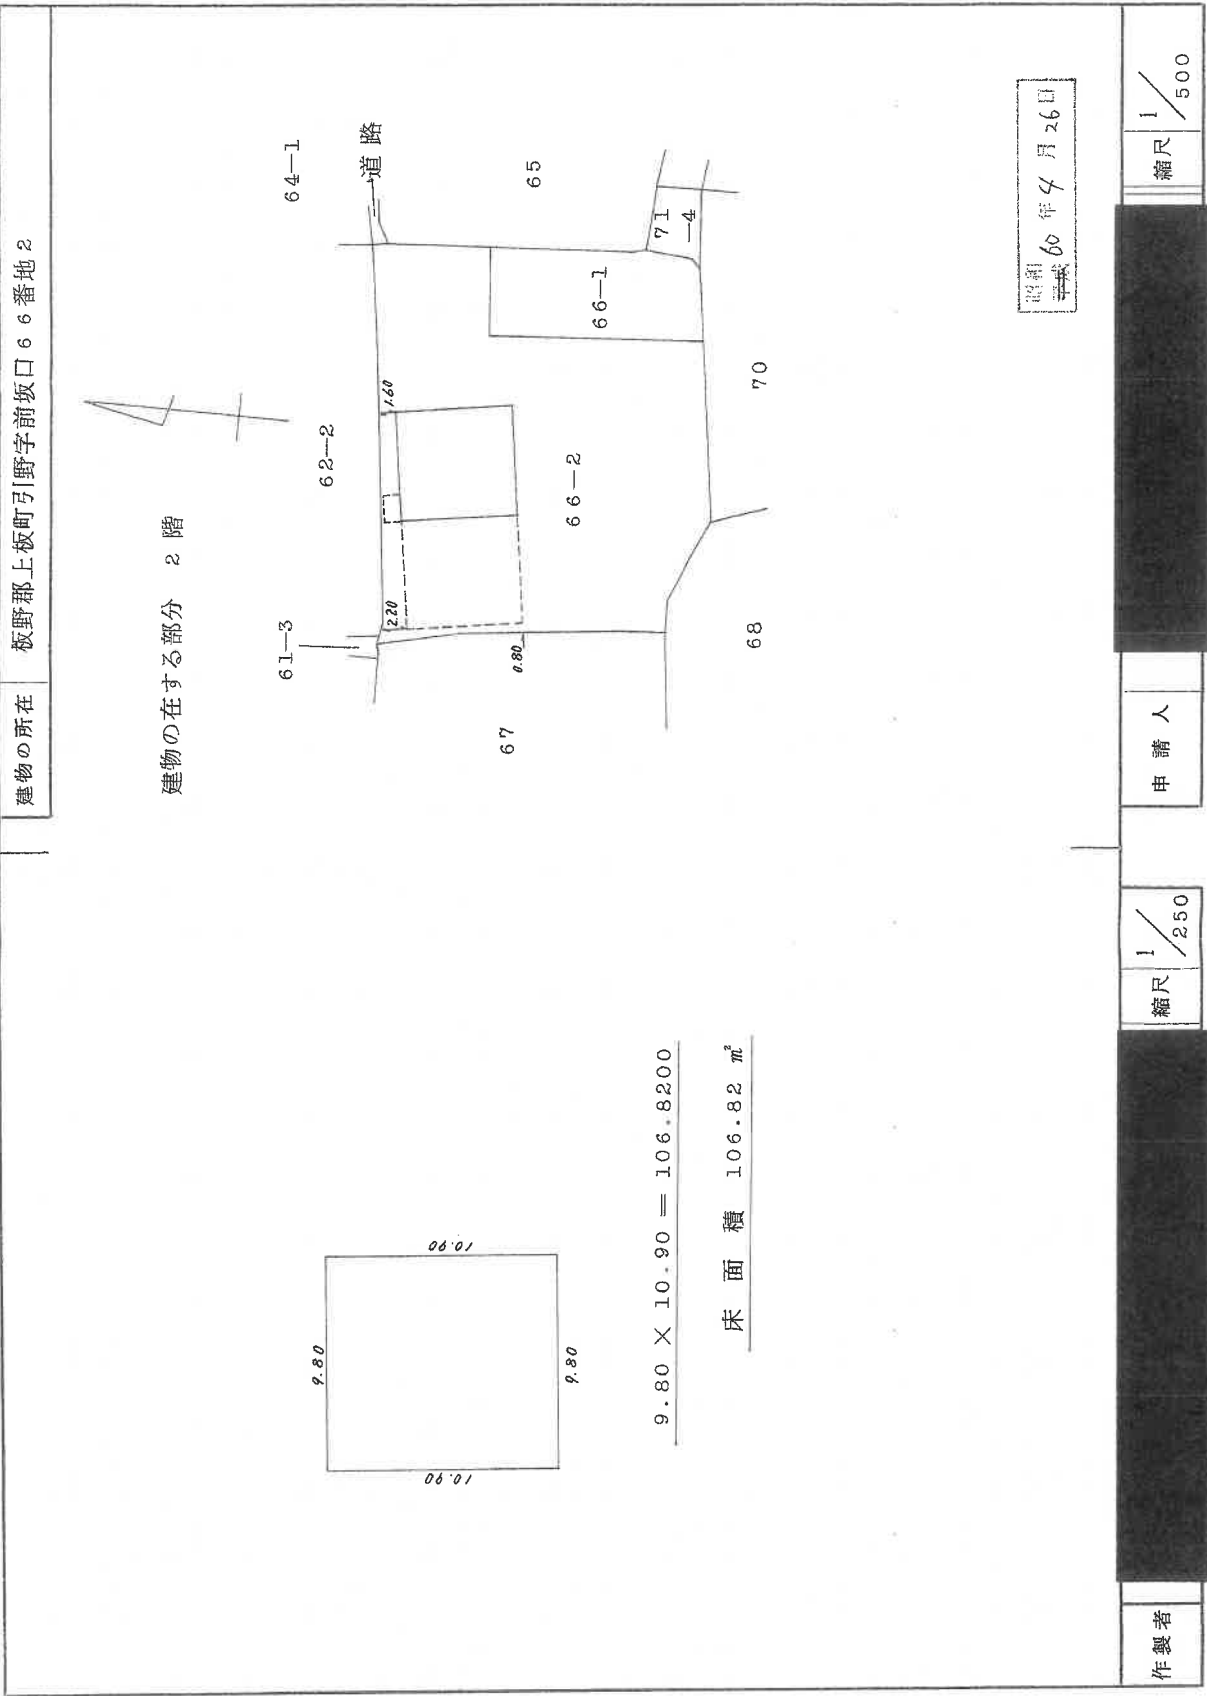 建物の所在 板野郡上板町引野字前坂口66番地2
建物の在する部分 2階
61—3
62—2
64—1
道路
2.20
1.60
0.80
67
66—2
66—1
65
71
—4
68
70
昭和
平成 60年4月26日
9.80
10.90
10.90
9.80
9.80 × 10.90 = 106.8200
床面積 106.82 ㎡
作製者
縮尺 1/250
申請人
縮尺 1/500